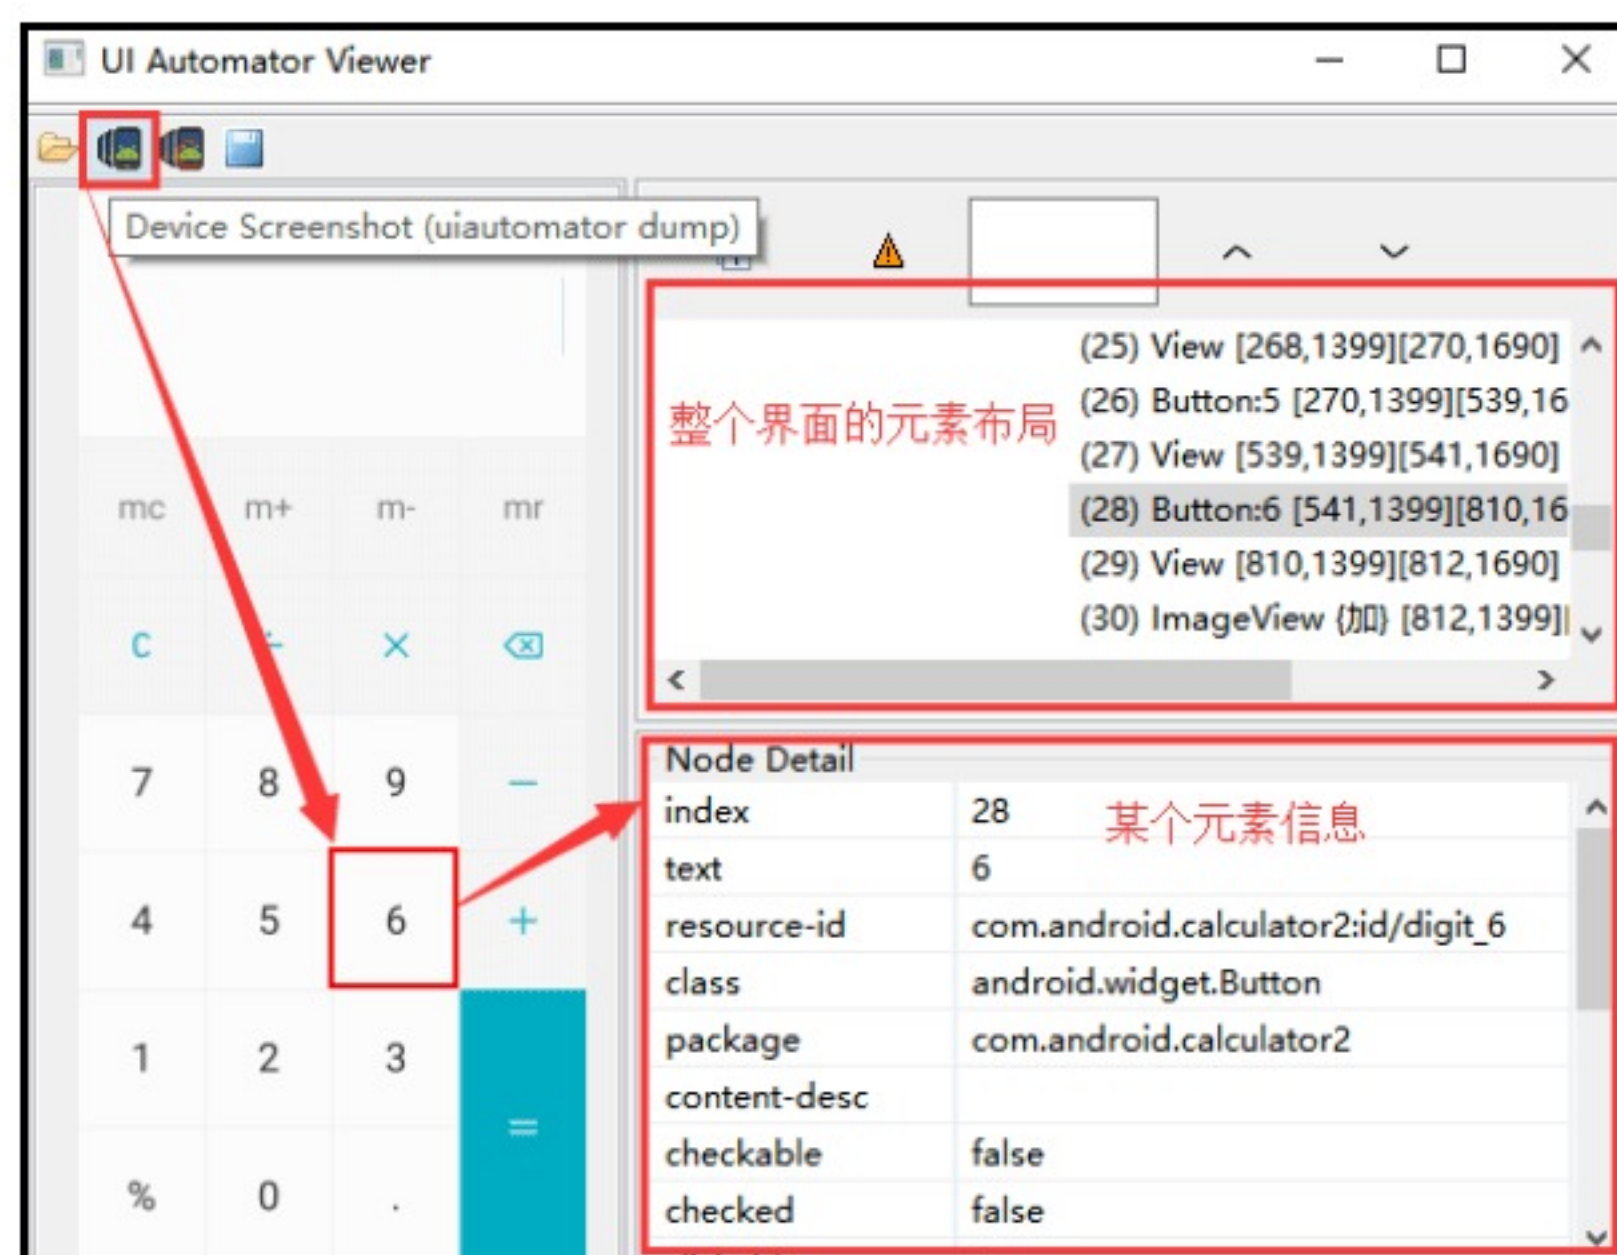 UI Automator Viewer
Device Screenshot (uiautomator dump)
mc m+ m- mr
C × 
7 8 9 −
4 5 6 +
1 2 3
=
% 0 .
整个界面的元素布局
(25) View [268,1399][270,1690]
(26) Button:5 [270,1399][539,16
(27) View [539,1399][541,1690]
(28) Button:6 [541,1399][810,16
(29) View [810,1399][812,1690]
(30) ImageView {加} [812,1399][
Node Detail
某个元素信息
index 28
text 6
resource-id com.android.calculator2:id/digit_6
class android.widget.Button
package com.android.calculator2
content-desc
checkable false
checked false